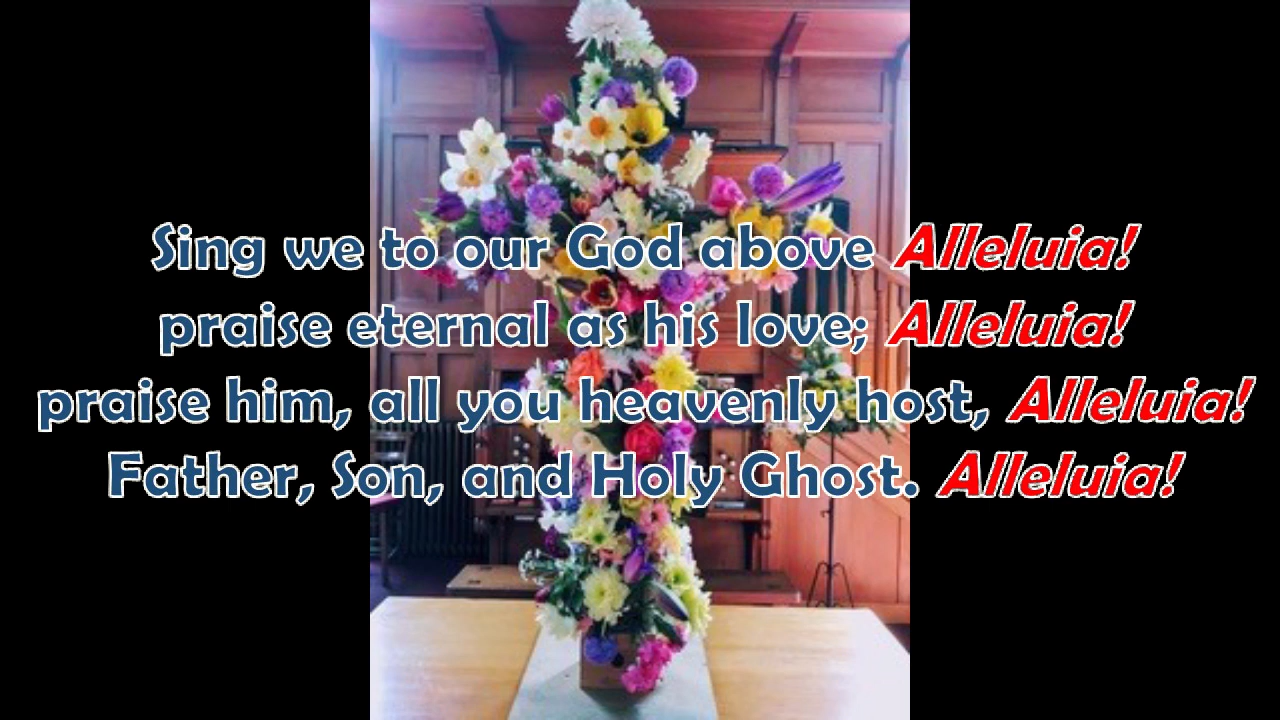 Sing we to our God above Alleluia!
praise eternal as his love; Alleluia!
praise him, all you heavenly host, Alleluia!
Father, Son, and Holy Ghost. Alleluia!